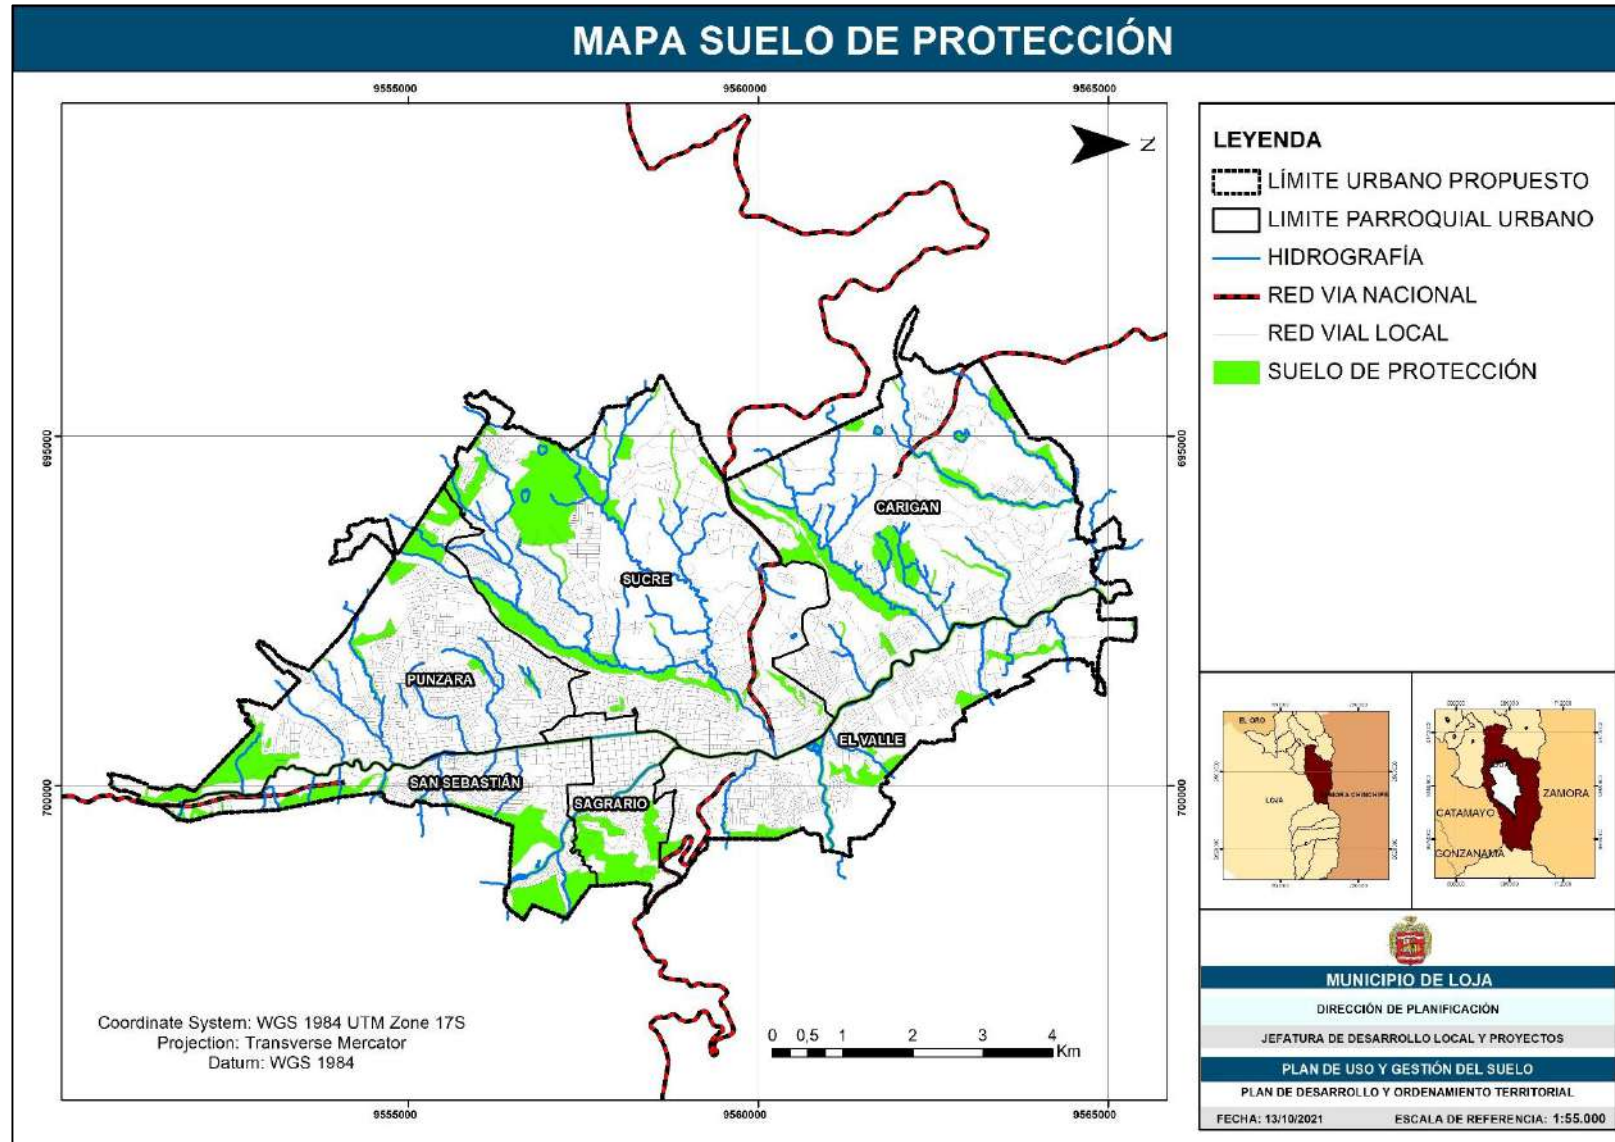 MAPA SUELO DE PROTECCIÓN
9555000
9560000
9565000
N
695000
695000
CARIGAN
SUCRE
PUNZARA
EL VALLE
SAN SEBASTIÁN
SAGRARIO
700000
700000
Coordinate System: WGS 1984 UTM Zone 17S
Projection: Transverse Mercator
Datum: WGS 1984
0 0,5 1 2 3 4
Km
9555000
9560000
9565000
LEYENDA
LÍMITE URBANO PROPUESTO
LIMITE PARROQUIAL URBANO
HIDROGRAFÍA
RED VIA NACIONAL
RED VIAL LOCAL
SUELO DE PROTECCIÓN
EL ORO
LOJA
ZAMORA CHINCHIPE
ZAMORA
CATAMAYO
GONZANAMÁ
MUNICIPIO DE LOJA
DIRECCIÓN DE PLANIFICACIÓN
JEFATURA DE DESARROLLO LOCAL Y PROYECTOS
PLAN DE USO Y GESTIÓN DEL SUELO
PLAN DE DESARROLLO Y ORDENAMIENTO TERRITORIAL
FECHA: 13/10/2021 ESCALA DE REFERENCIA: 1:55.000